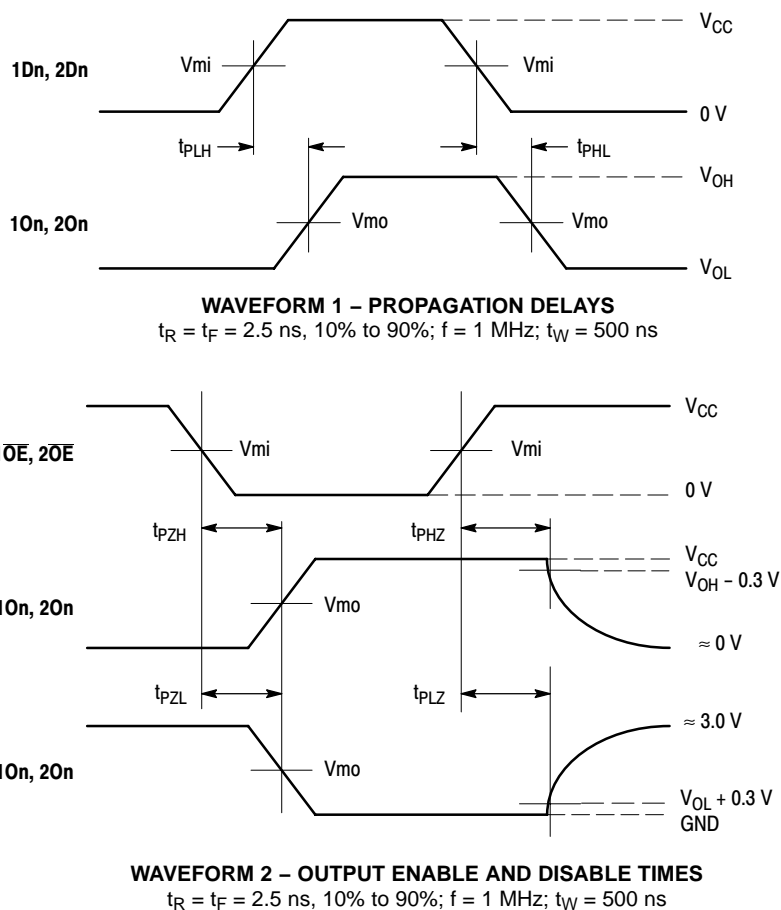 V_CC
1Dn, 2Dn
Vmi
Vmi
0 V
t_PLH
t_PHL
V_OH
1On, 2On
Vmo
Vmo
V_OL
WAVEFORM 1 – PROPAGATION DELAYS
t_R = t_F = 2.5 ns, 10% to 90%; f = 1 MHz; t_W = 500 ns
V_CC
1O̅E̅, 2O̅E̅
Vmi
Vmi
0 V
t_PZH
t_PHZ
V_CC
V_OH – 0.3 V
1On, 2On
Vmo
≈ 0 V
t_PZL
t_PLZ
≈ 3.0 V
1On, 2On
Vmo
V_OL + 0.3 V
GND
WAVEFORM 2 – OUTPUT ENABLE AND DISABLE TIMES
t_R = t_F = 2.5 ns, 10% to 90%; f = 1 MHz; t_W = 500 ns